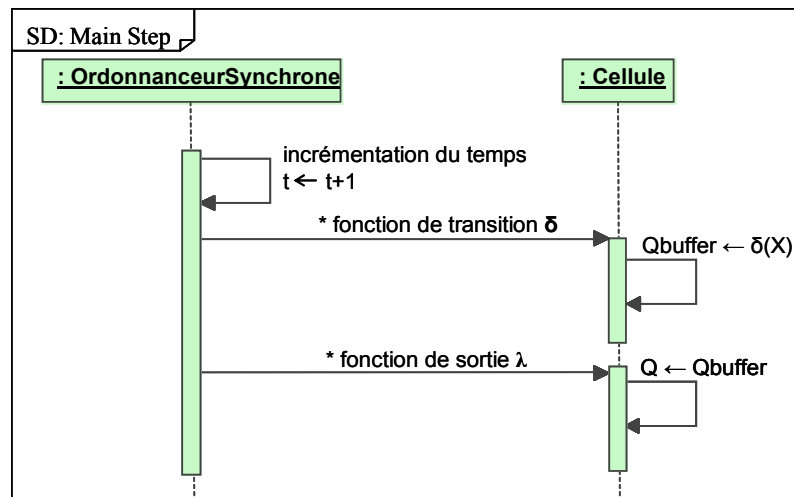 SD: Main Step
: OrdonnanceurSynchrone
: Cellule
incrémentation du temps
t ← t+1
* fonction de transition δ
Qbuffer ← δ(X)
* fonction de sortie λ
Q ← Qbuffer